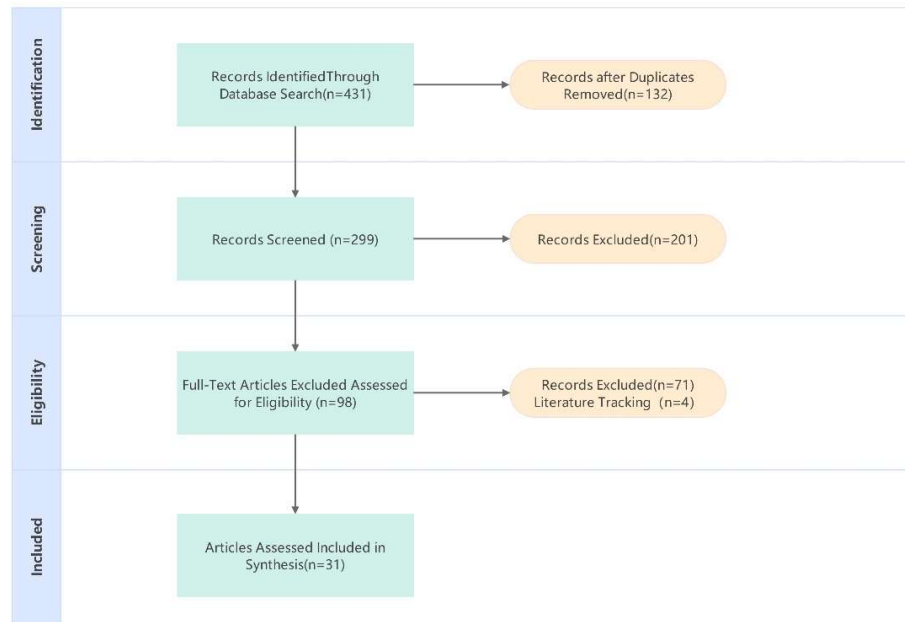 Identification
Records IdentifiedThrough
Database Search(n=431)
Records after Duplicates
Removed(n=132)
Screening
Records Screened (n=299)
Records Excluded(n=201)
Eligibility
Full-Text Articles Excluded Assessed
for Eligibility (n=98)
Records Excluded(n=71)
Literature Tracking (n=4)
Included
Articles Assessed Included in
Synthesis(n=31)